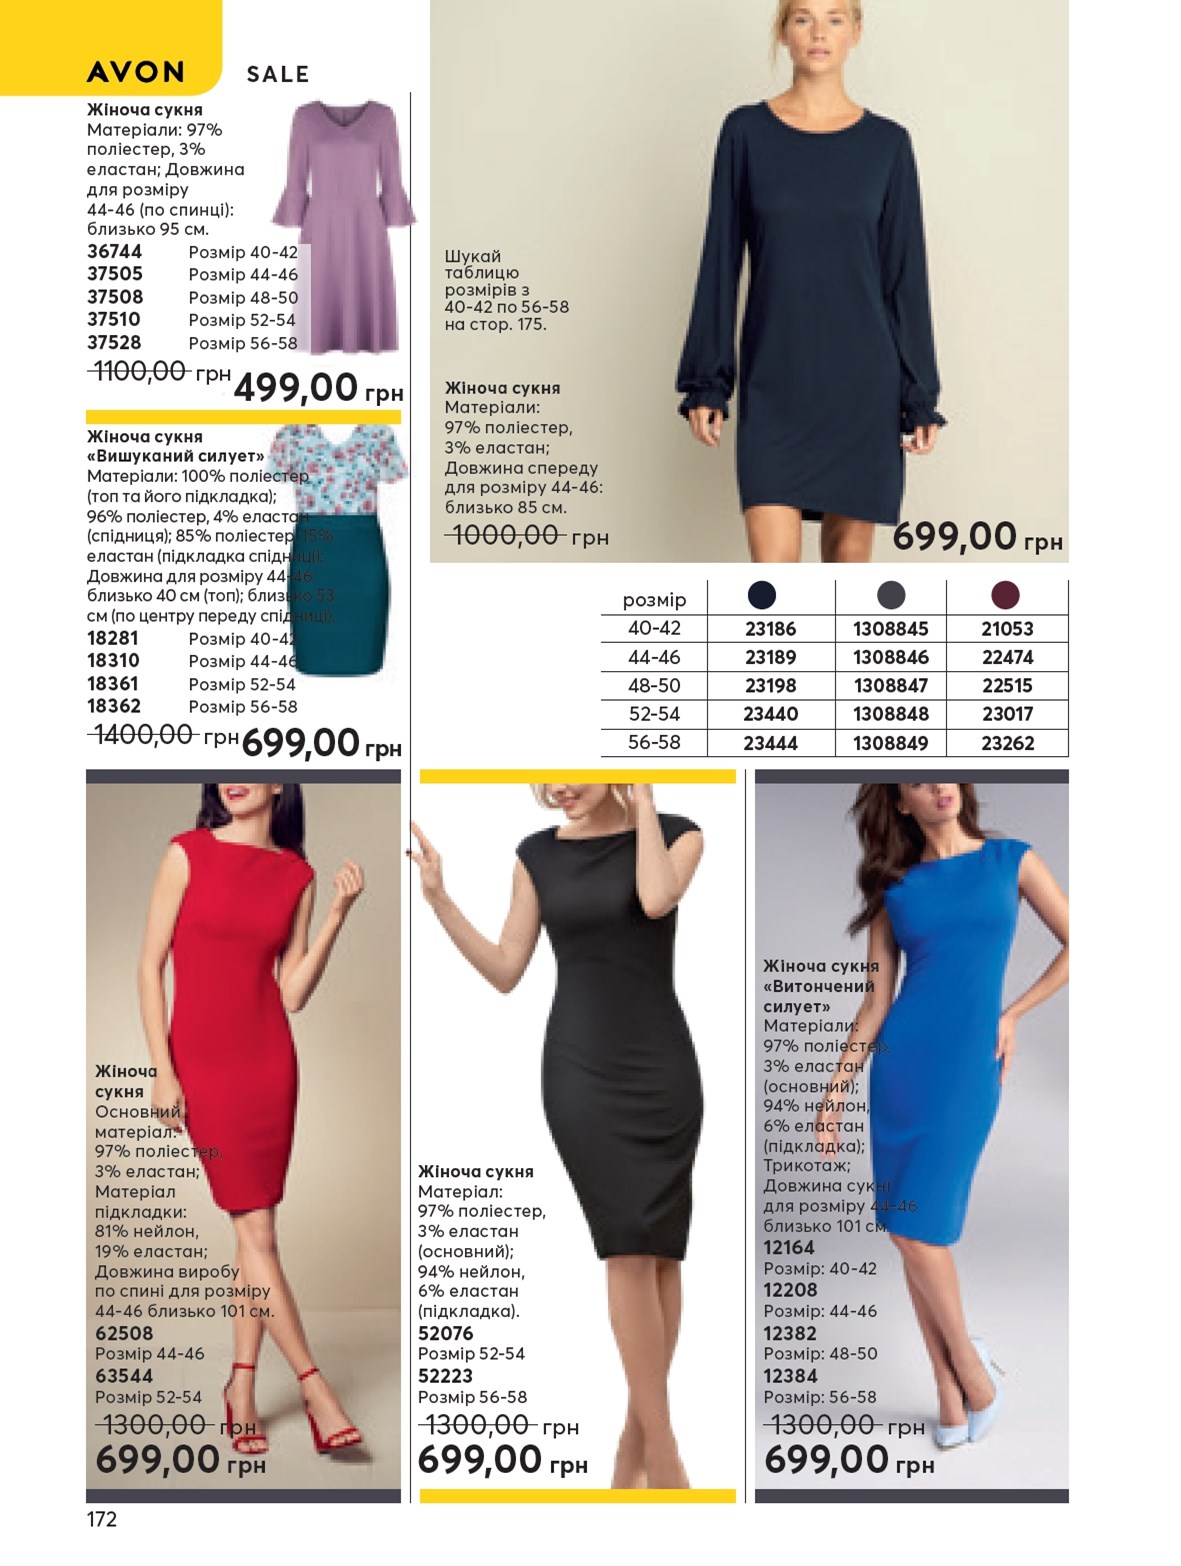 AVON SALE
Жіноча сукня
Матеріали: 97%
поліестер, 3%
еластан; Довжина
для розміру
44-46 (по спинці):
близько 95 см.
36744 Розмір 40-42
37505 Розмір 44-46
37508 Розмір 48-50
37510 Розмір 52-54
37528 Розмір 56-58
1100,00 грн 499,00 грн
Жіноча сукня
«Вишуканий силует»
Матеріали: 100% поліестер
(топ та його підкладка);
96% поліестер, 4% еластан
(спідниця); 85% поліестер, 15%
еластан (підкладка спідниці).
Довжина для розміру 44-46
близько 40 см (топ); близько 53
см (по центру переду спідниці).
18281 Розмір 40-42
18310 Розмір 44-46
18361 Розмір 52-54
18362 Розмір 56-58
1400,00 грн 699,00 грн
Шукай
таблицю
розмірів з
40-42 по 56-58
на стор. 175.
Жіноча сукня
Матеріали:
97% поліестер,
3% еластан;
Довжина спереду
для розміру 44-46:
близько 85 см.
1000,00 грн
699,00 грн
розмір
40-42 23186 1308845 21053
44-46 23189 1308846 22474
48-50 23198 1308847 22515
52-54 23440 1308848 23017
56-58 23444 1308849 23262
Жіноча
сукня
Основний
матеріал:
97% поліестер,
3% еластан;
Матеріал
підкладки:
81% нейлон,
19% еластан;
Довжина виробу
по спині для розміру
44-46 близько 101 см.
62508
Розмір 44-46
63544
Розмір 52-54
1300,00 грн
699,00 грн
Жіноча сукня
Матеріал:
97% поліестер,
3% еластан
(основний);
94% нейлон,
6% еластан
(підкладка).
52076
Розмір 52-54
52223
Розмір 56-58
1300,00 грн
699,00 грн
Жіноча сукня
«Витончений
силует»
Матеріали:
97% поліестер,
3% еластан
(основний);
94% нейлон,
6% еластан
(підкладка);
Трикотаж;
Довжина сукні
для розміру 44-46
близько 101 см.
12164
Розмір: 40-42
12208
Розмір: 44-46
12382
Розмір: 48-50
12384
Розмір: 56-58
1300,00 грн
699,00 грн
172